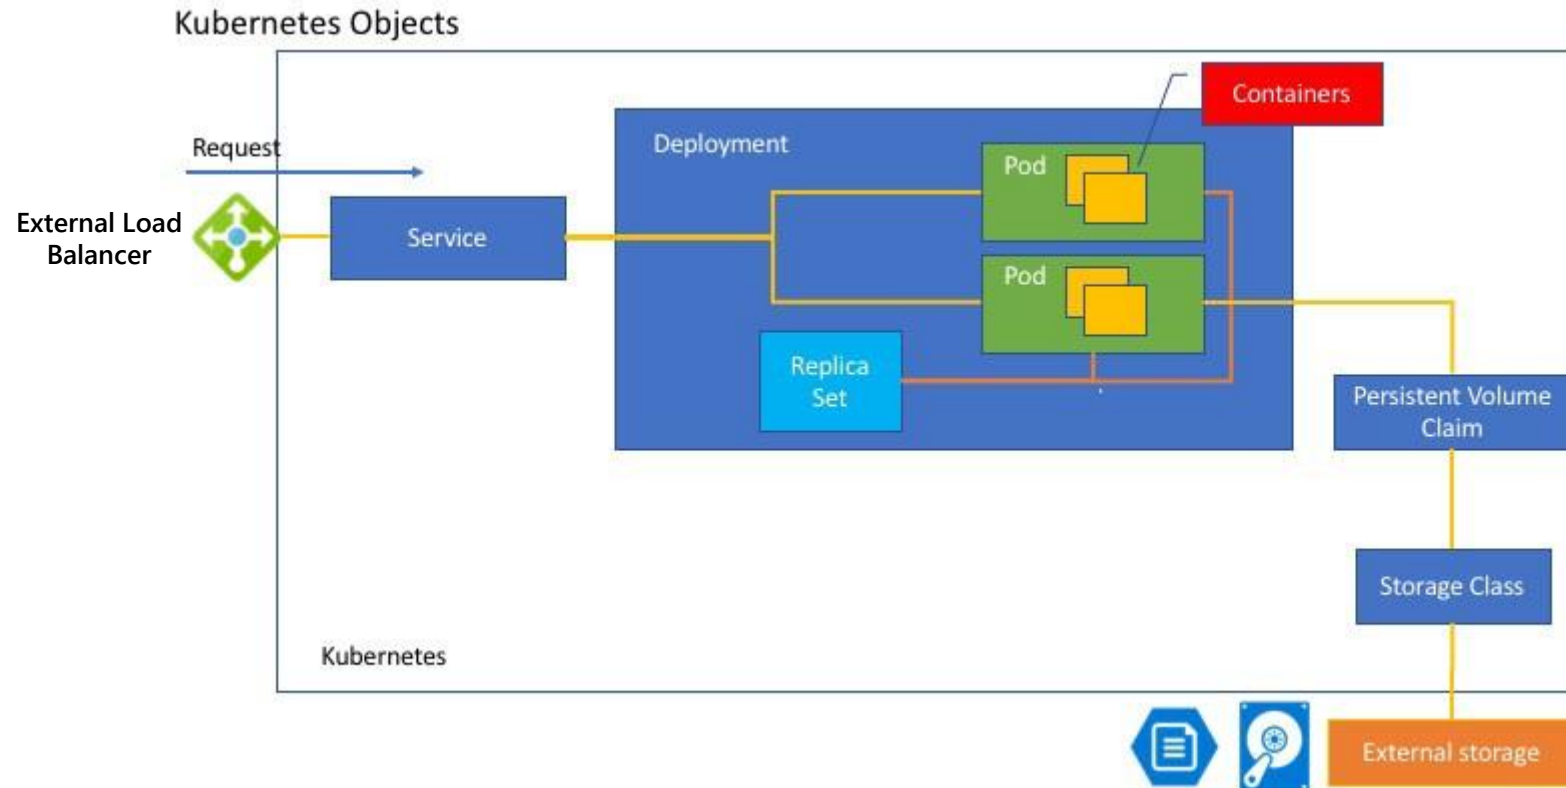 Kubernetes Objects
Containers
Request
Deployment
Pod
External Load
Balancer
Service
Pod
Replica
Set
Persistent Volume
Claim
Storage Class
Kubernetes
External storage